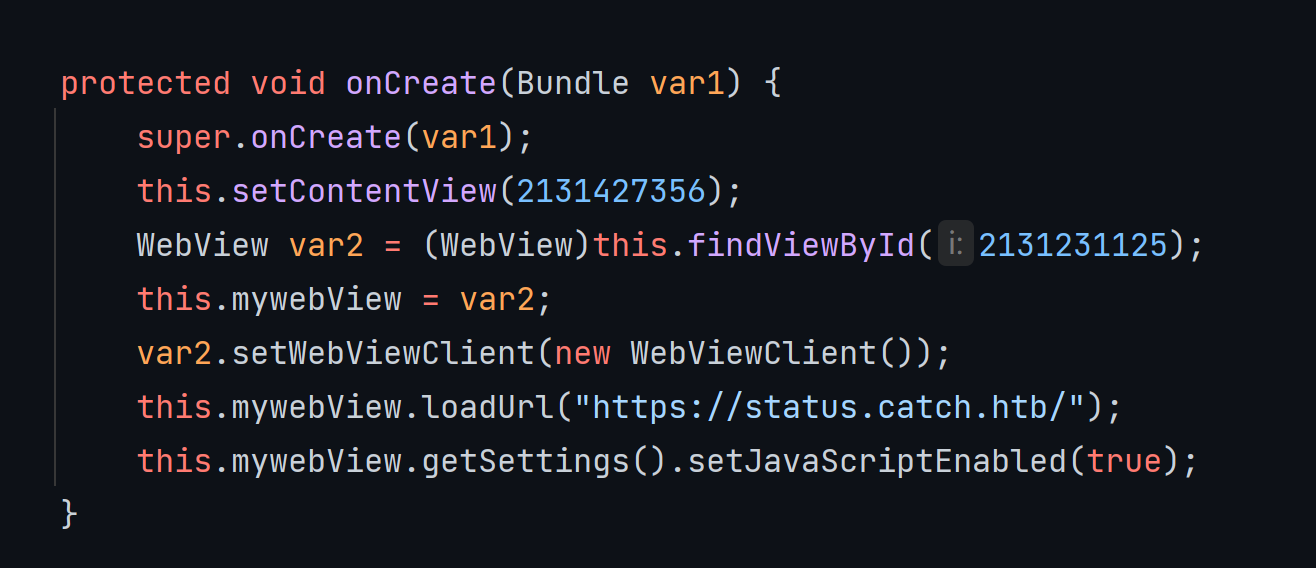 protected void onCreate(Bundle var1) {
    super.onCreate(var1);
    this.setContentView(2131427356);
    WebView var2 = (WebView)this.findViewById( i: 2131231125);
    this.mywebView = var2;
    var2.setWebViewClient(new WebViewClient());
    this.mywebView.loadUrl("https://status.catch.htb/");
    this.mywebView.getSettings().setJavaScriptEnabled(true);
}